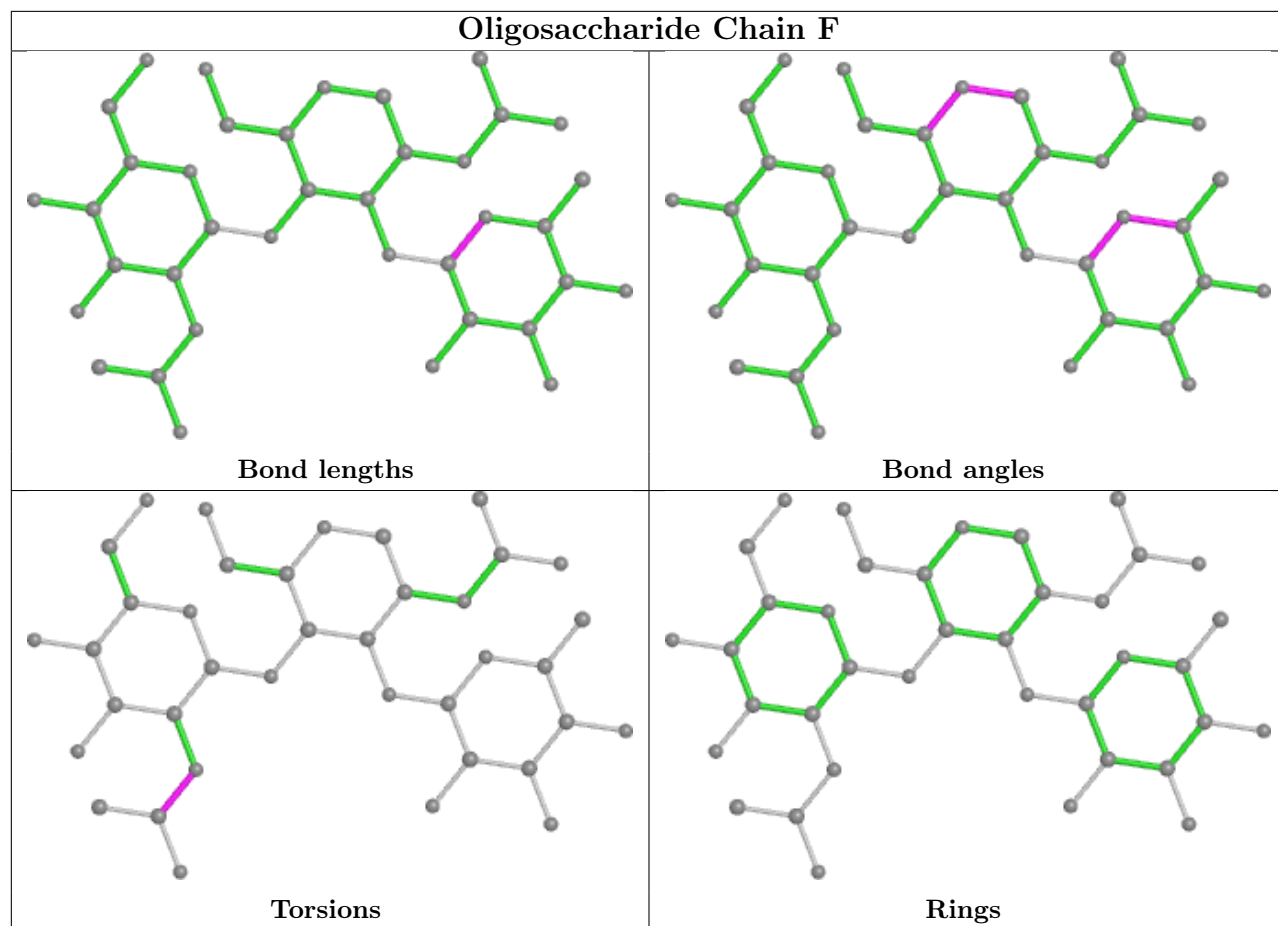 Oligosaccharide Chain F
Bond lengths
Bond angles
Torsions
Rings